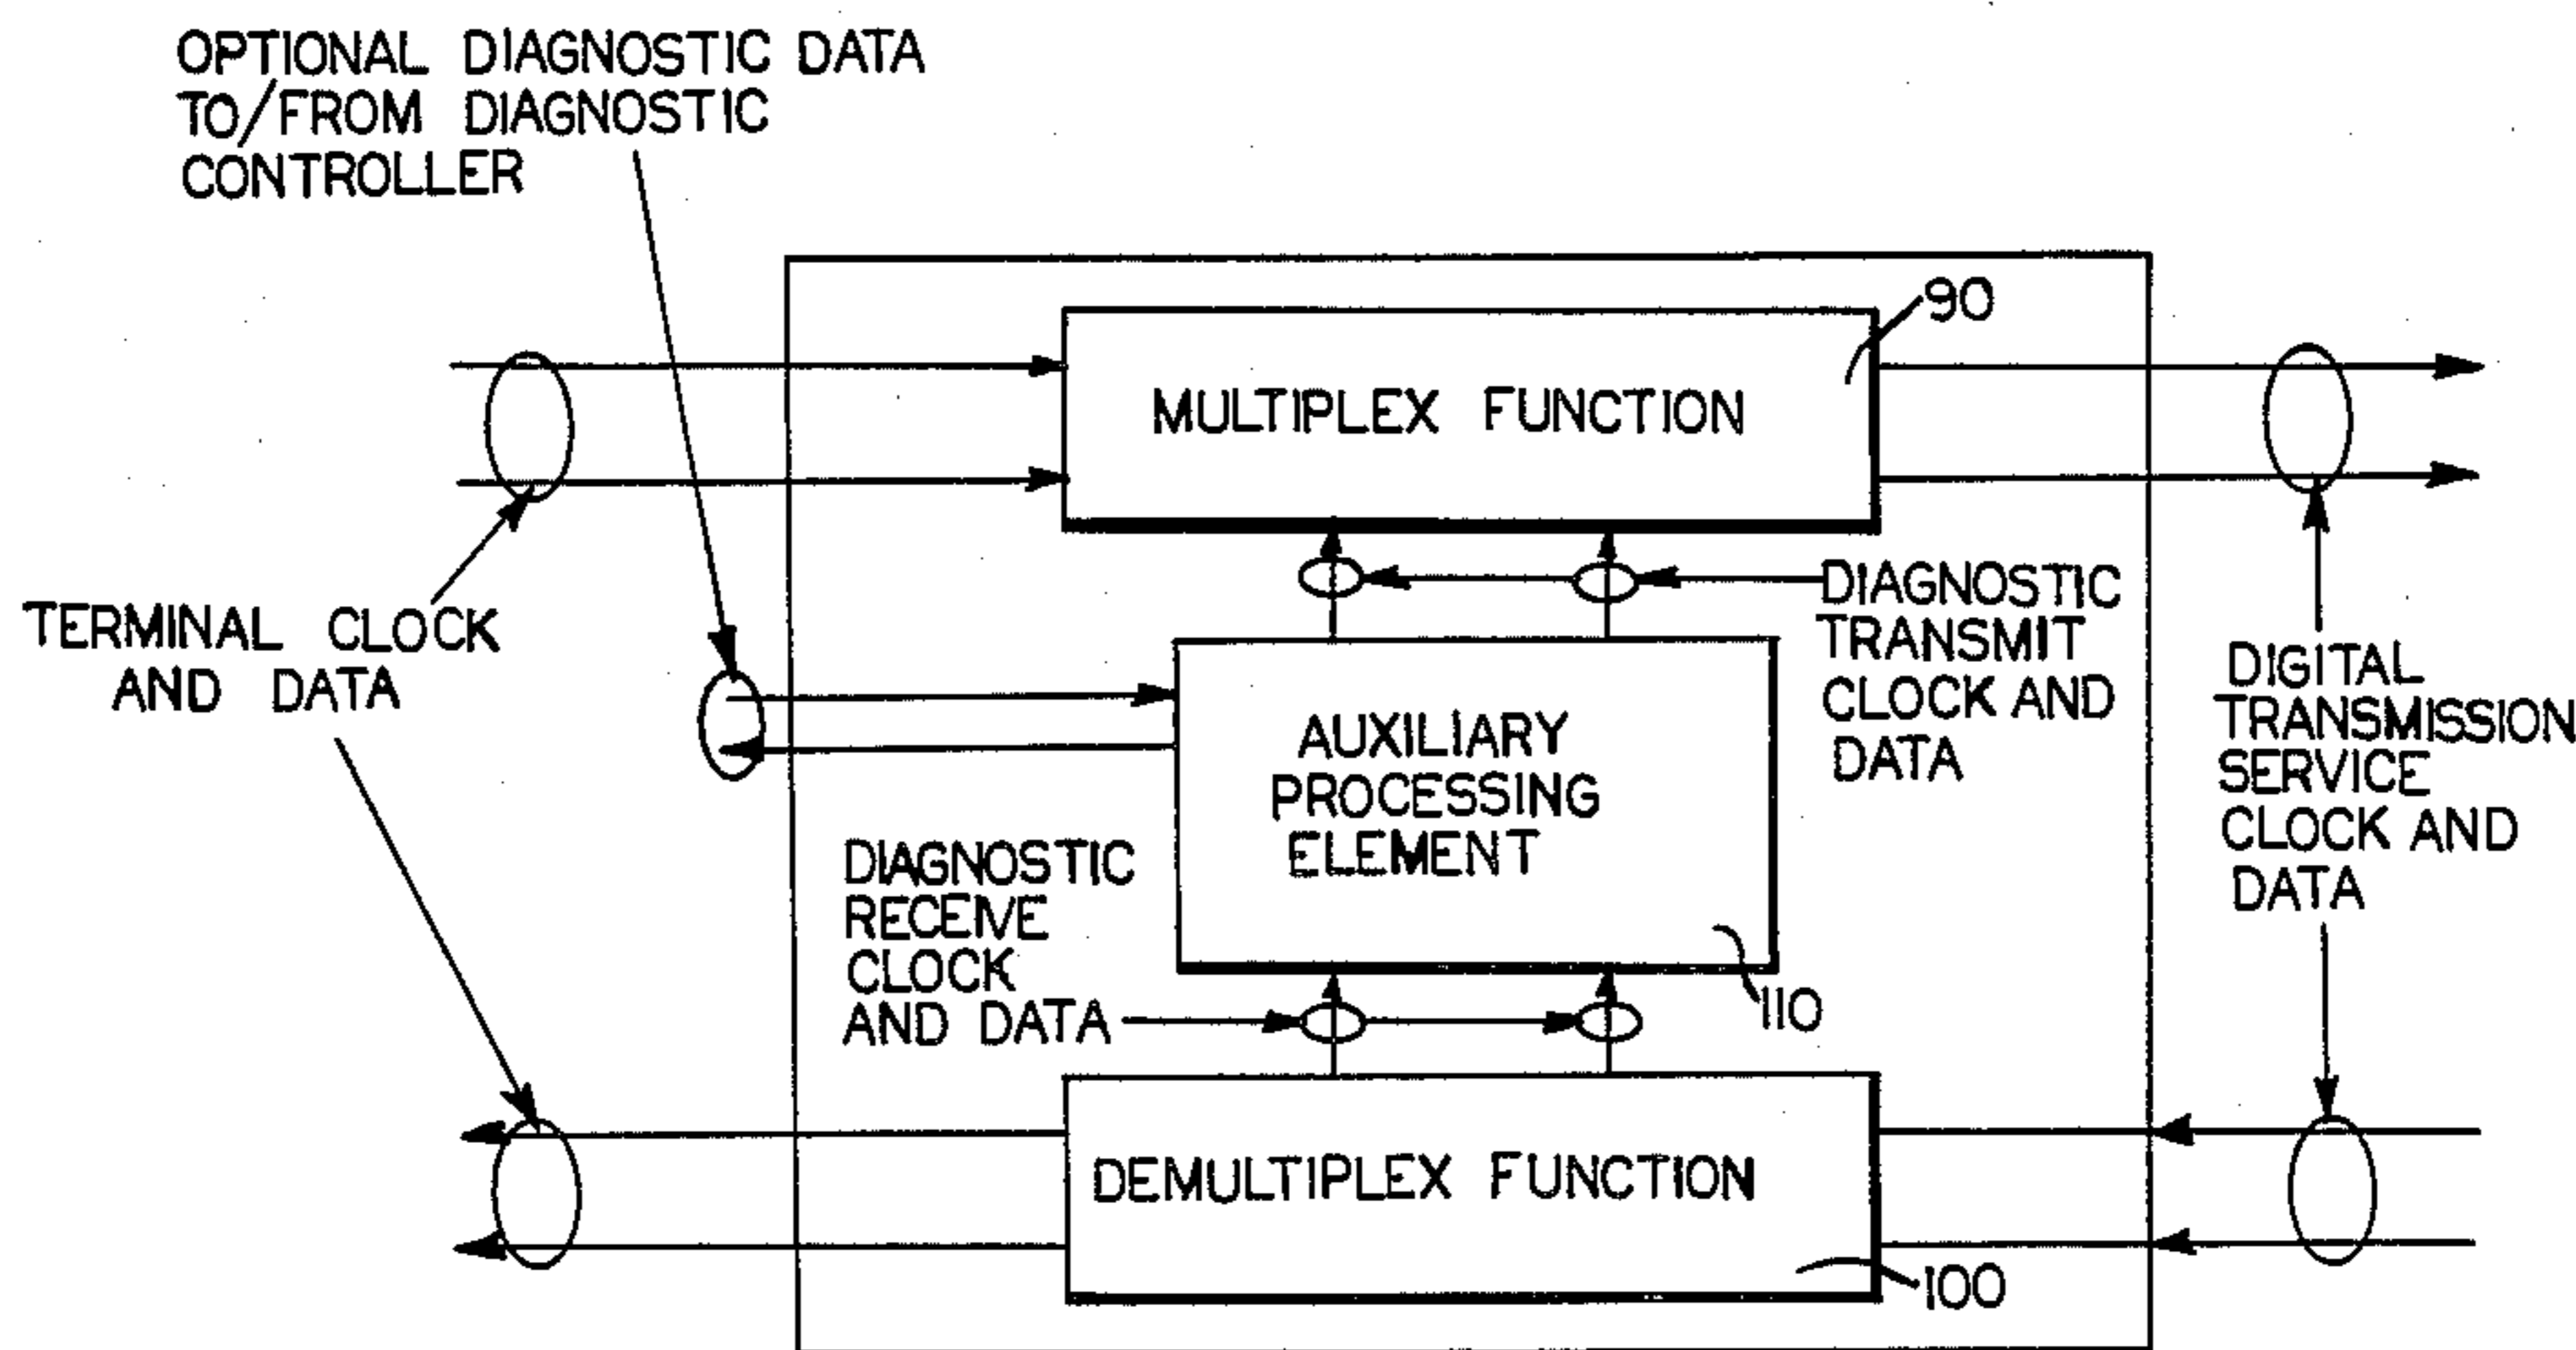 OPTIONAL DIAGNOSTIC DATA
TO/FROM DIAGNOSTIC
CONTROLLER
90
MULTIPLEX FUNCTION
TERMINAL CLOCK
AND DATA
DIAGNOSTIC
TRANSMIT
CLOCK AND
DATA
DIGITAL
TRANSMISSION
SERVICE
CLOCK AND
DATA
AUXILIARY
PROCESSING
ELEMENT
110
DIAGNOSTIC
RECEIVE
CLOCK
AND DATA
DEMULTIPLEX FUNCTION
100